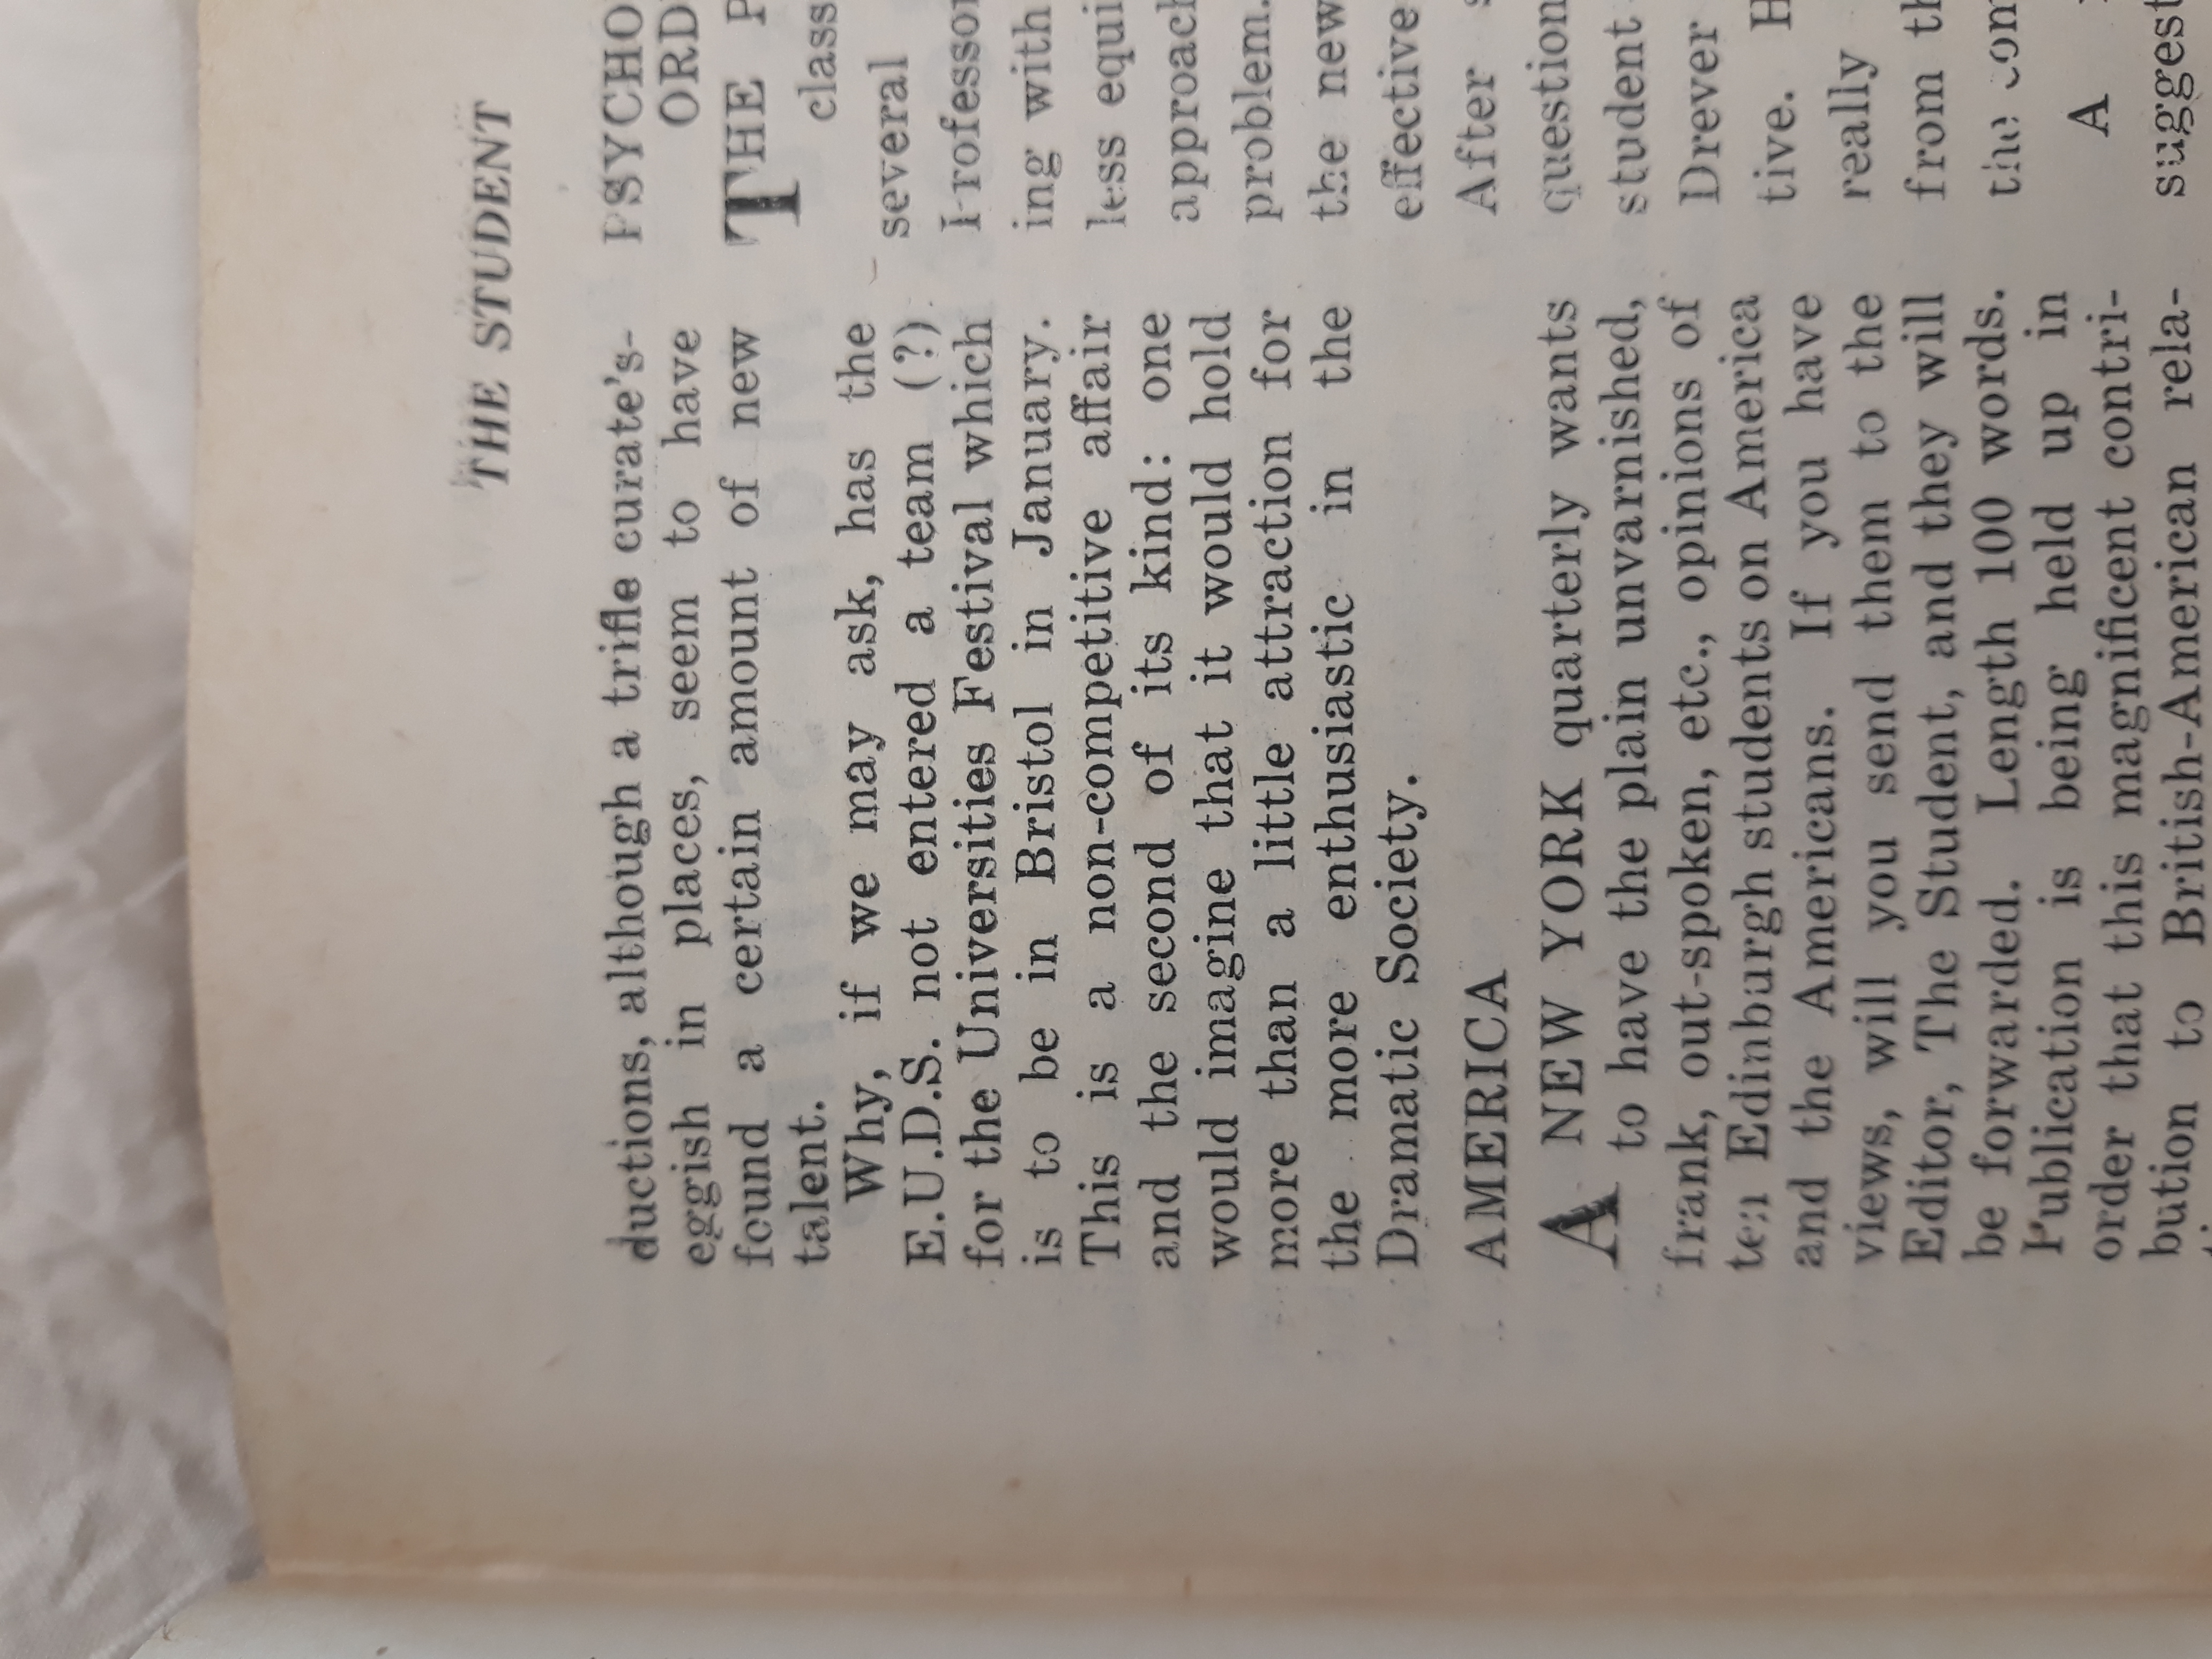 THE STUDENT
ductions, although a trifle curate's-
eggish in places, seem to have
found a certain amount of new
talent.
Why, if we may ask, has the
E.U.D.S. not entered a team (?)
for the Universities Festival which
is to be in Bristol in January.
This is a non-competitive affair
and the second of its kind: one
would imagine that it would hold
more than a little attraction for
the more enthusiastic in the
Dramatic Society.
AMERICA
A NEW YORK quarterly wants
to have the plain unvarnished,
frank, out-spoken, etc., opinions of
ten Edinburgh students on America
and the Americans. If you have
views, will you send them to the
Editor, The Student, and they will
be forwarded. Length 100 words.
Publication is being held up in
order that this magnificent contri-
bution to British-American rela-
PSYCHO
ORD
THE P
class
several
Professor
ing with
less equi
approach
problem.
the new
effective
After
question
student
Drever
tive. H
really
from th
the com
A
suggest